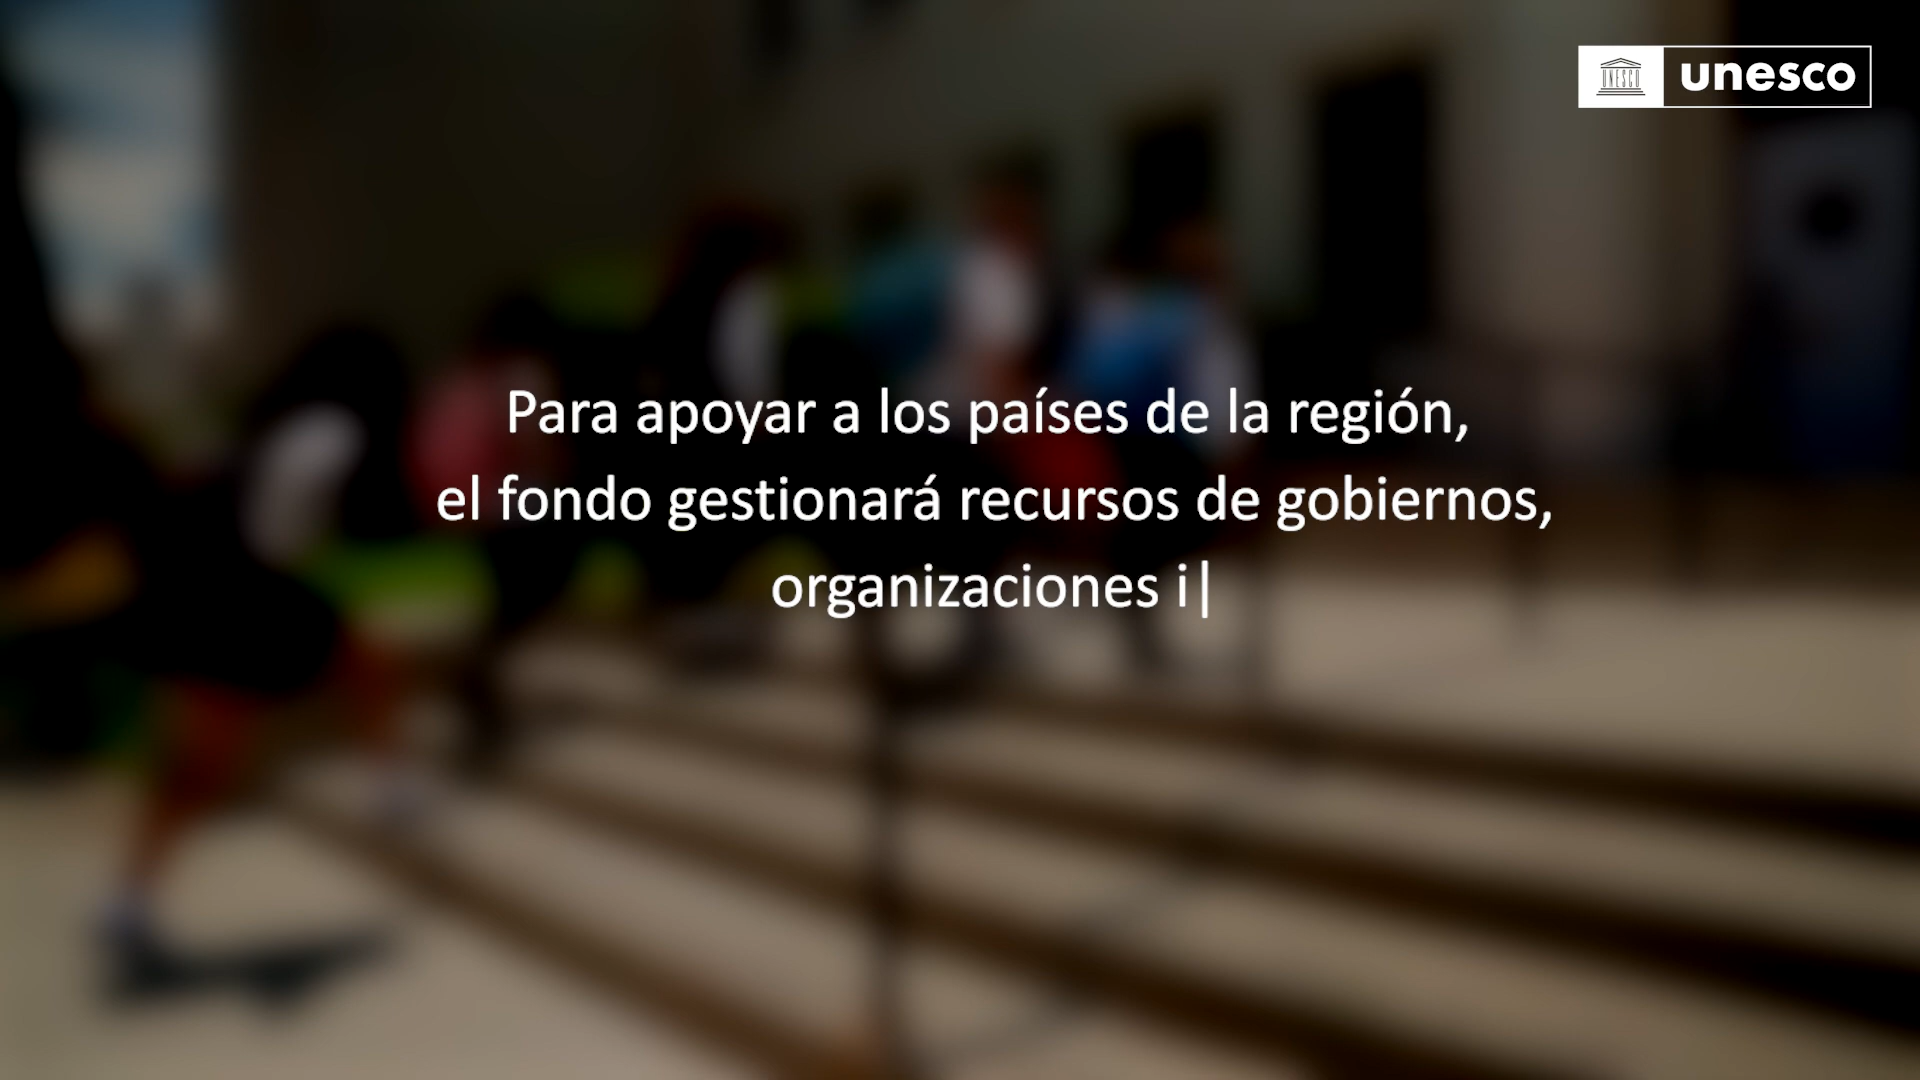 unesco
Para apoyar a los países de la región,
el fondo gestionará recursos de gobiernos,
organizaciones i|